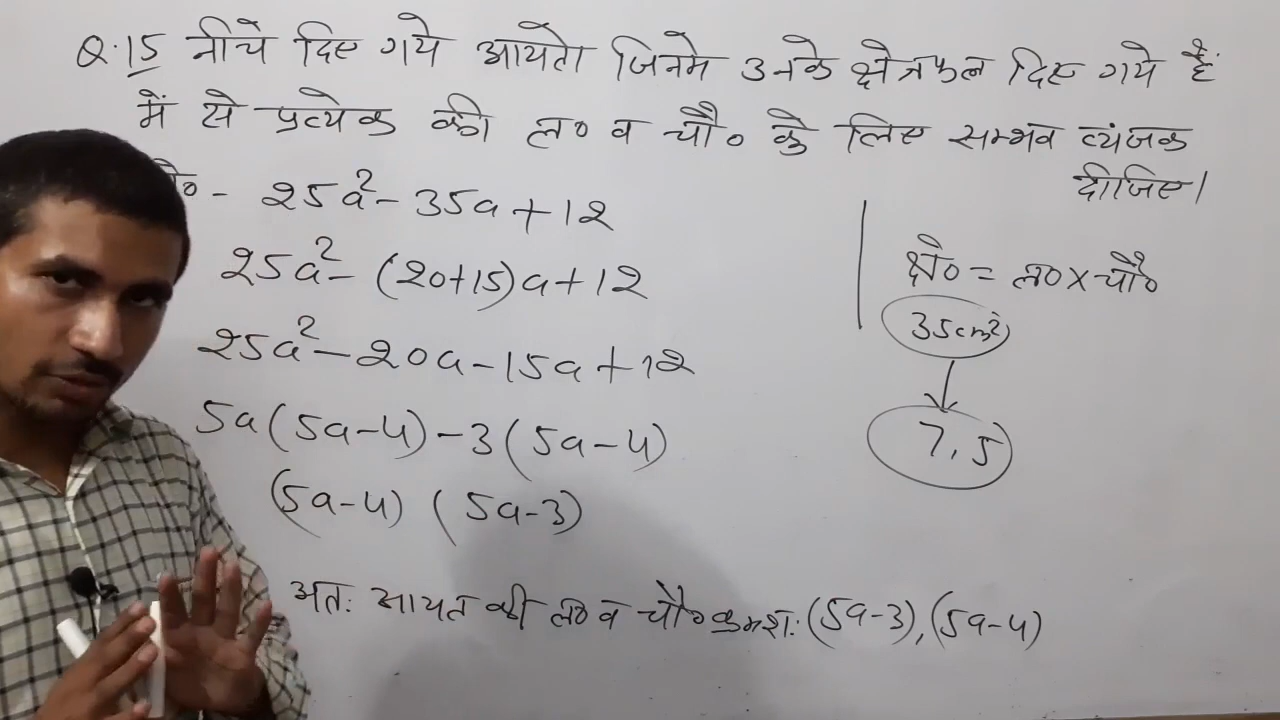 Q.15 नीचे दिए गये आयतो जिनमे उनके क्षेत्रफल दिए गये हैं
में से प्रत्येक की ल० व चौ० के लिए सम्भव व्यंजक
दीजिए।
25a² - 35a + 12
25a² - (20+15)a + 12
25a² - 20a - 15a + 12
5a(5a-4) - 3(5a-4)
(5a-4) (5a-3)
अतः आयत की ल० व चौ० क्रमशः (5a-3), (5a-4)
क्षे० = ल० × चौ०
35cm²
7, 5